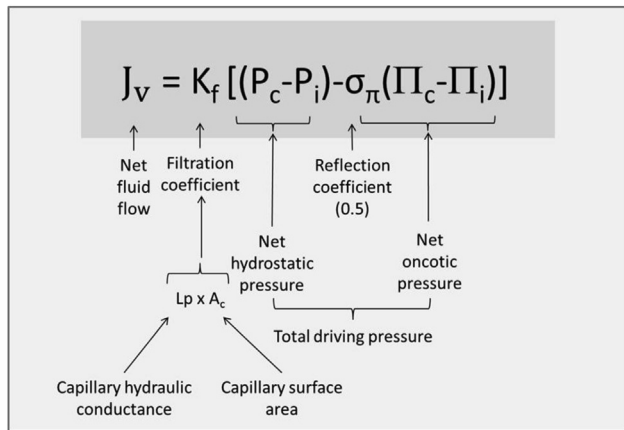 Jv = Kf [(Pc-Pi)-σπ(Πc-Πi)]
Net
fluid
flow
Filtration
coefficient
Reflection
coefficient
(0.5)
Net
hydrostatic
pressure
Net
oncotic
pressure
Lp x Ac
Total driving pressure
Capillary hydraulic
conductance
Capillary surface
area